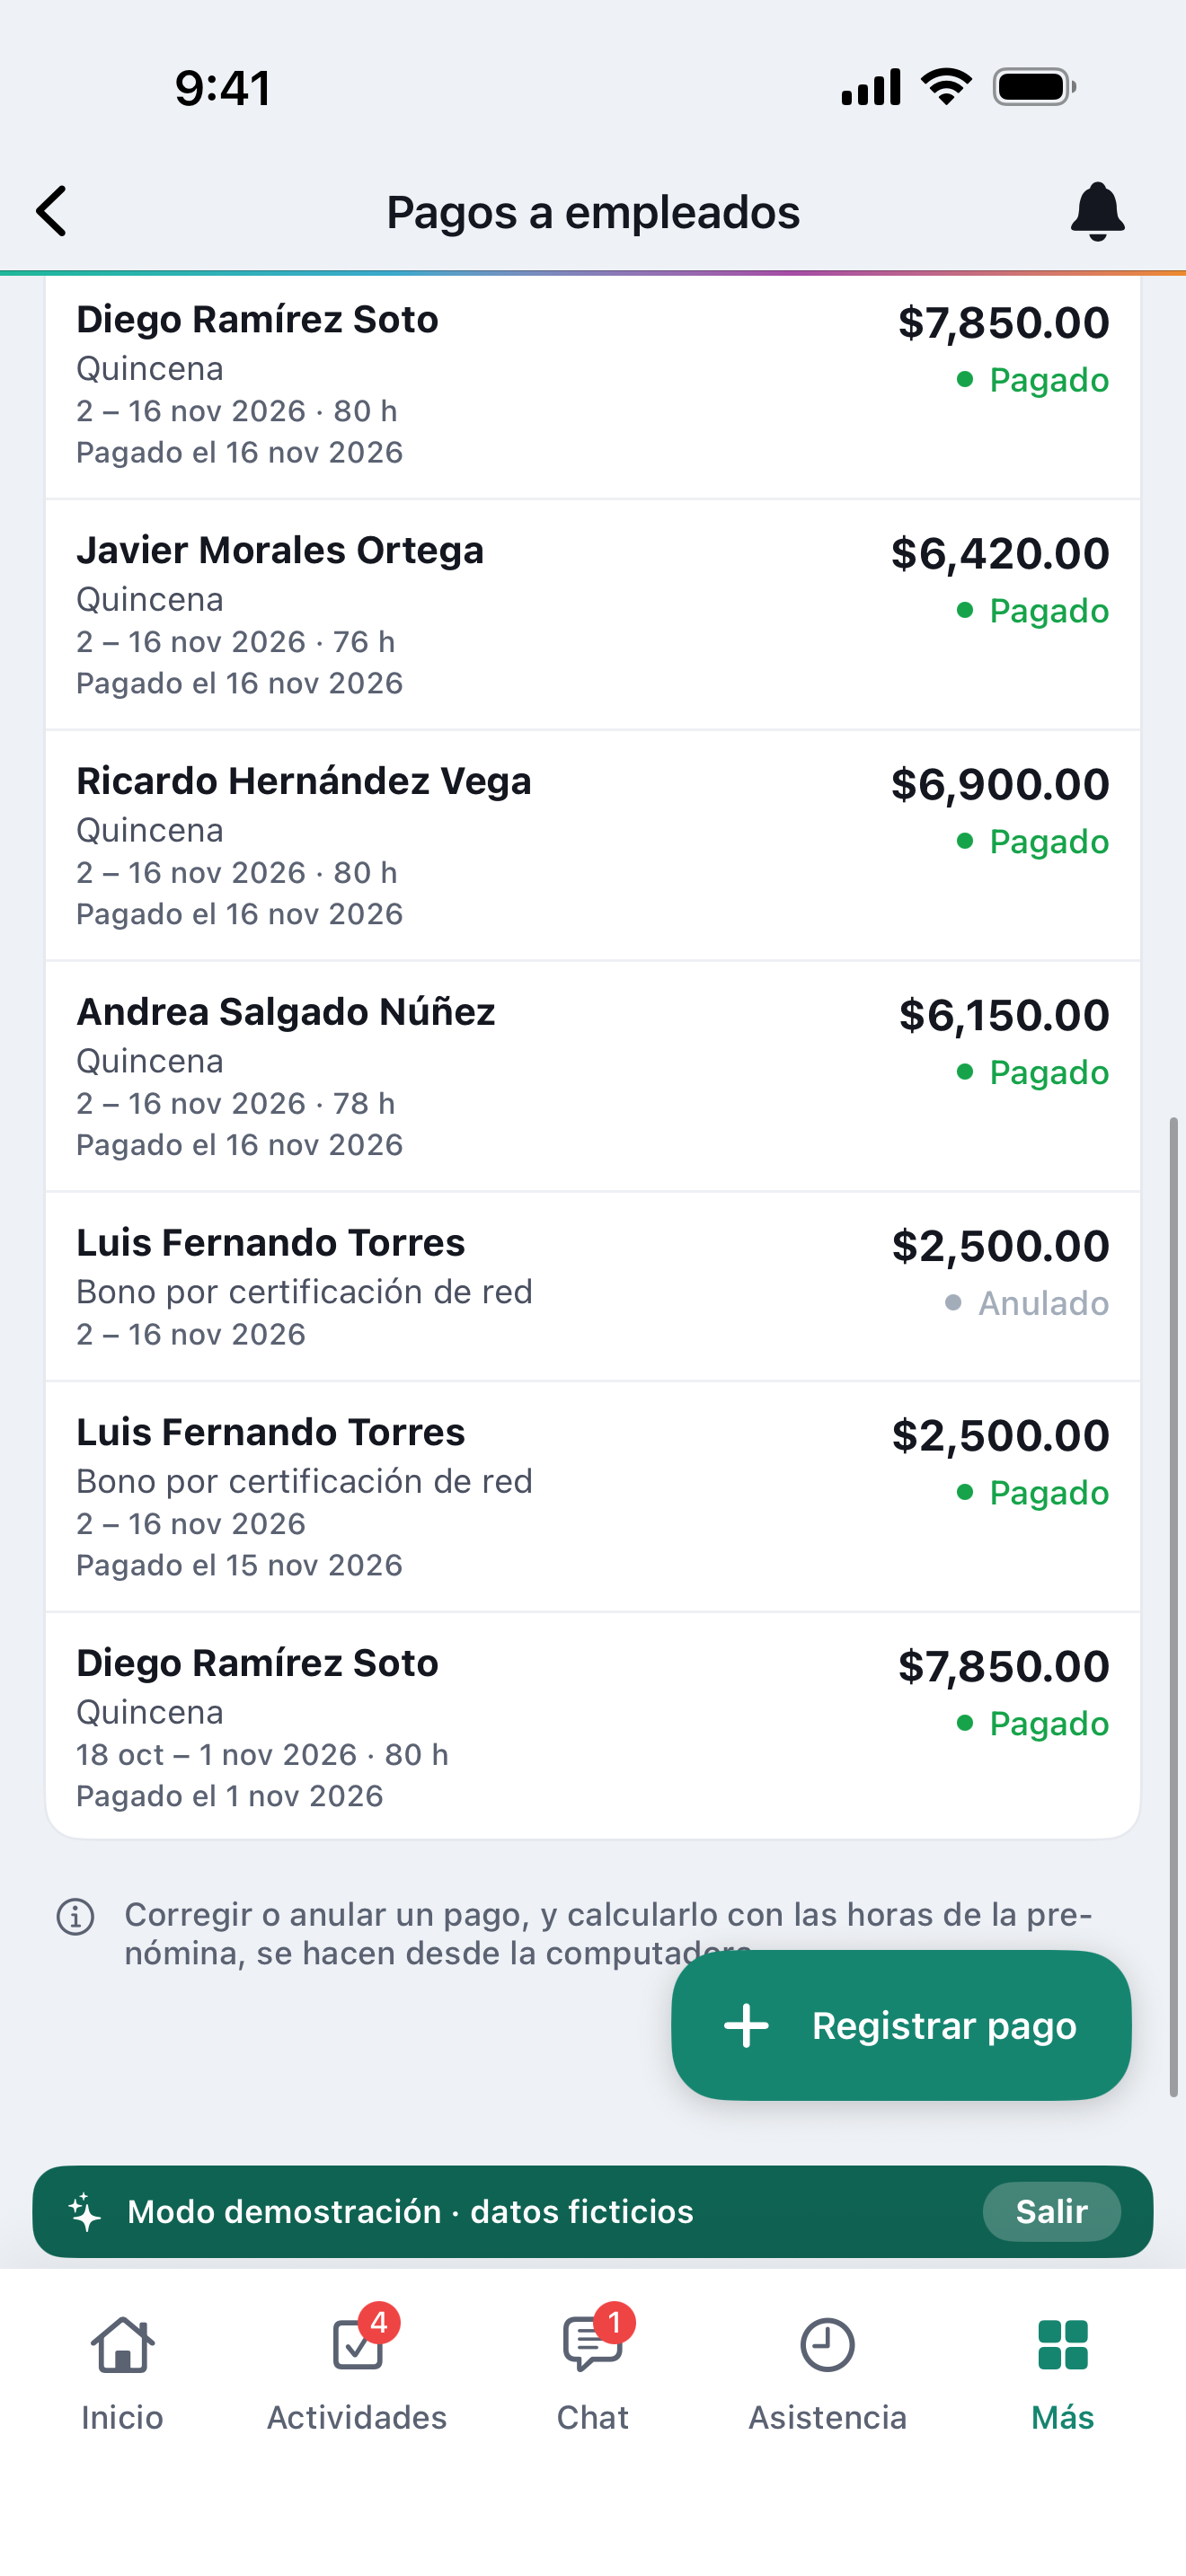 9:41
Pagos a empleados
Diego Ramírez Soto
$7,850.00
Quincena
Pagado
2 – 16 nov 2026 · 80 h
Pagado el 16 nov 2026
Javier Morales Ortega
$6,420.00
Quincena
Pagado
2 – 16 nov 2026 · 76 h
Pagado el 16 nov 2026
Ricardo Hernández Vega
$6,900.00
Quincena
Pagado
2 – 16 nov 2026 · 80 h
Pagado el 16 nov 2026
Andrea Salgado Núñez
$6,150.00
Quincena
Pagado
2 – 16 nov 2026 · 78 h
Pagado el 16 nov 2026
Luis Fernando Torres
$2,500.00
Bono por certificación de red
Anulado
2 – 16 nov 2026
Luis Fernando Torres
$2,500.00
Bono por certificación de red
Pagado
2 – 16 nov 2026
Pagado el 15 nov 2026
Diego Ramírez Soto
$7,850.00
Quincena
Pagado
18 oct – 1 nov 2026 · 80 h
Pagado el 1 nov 2026
Corregir o anular un pago, y calcularlo con las horas de la pre-
nómina, se hacen desde la
Registrar pago
Modo demostración · datos ficticios
Salir
4
1
Inicio
Actividades
Chat
Asistencia
Más